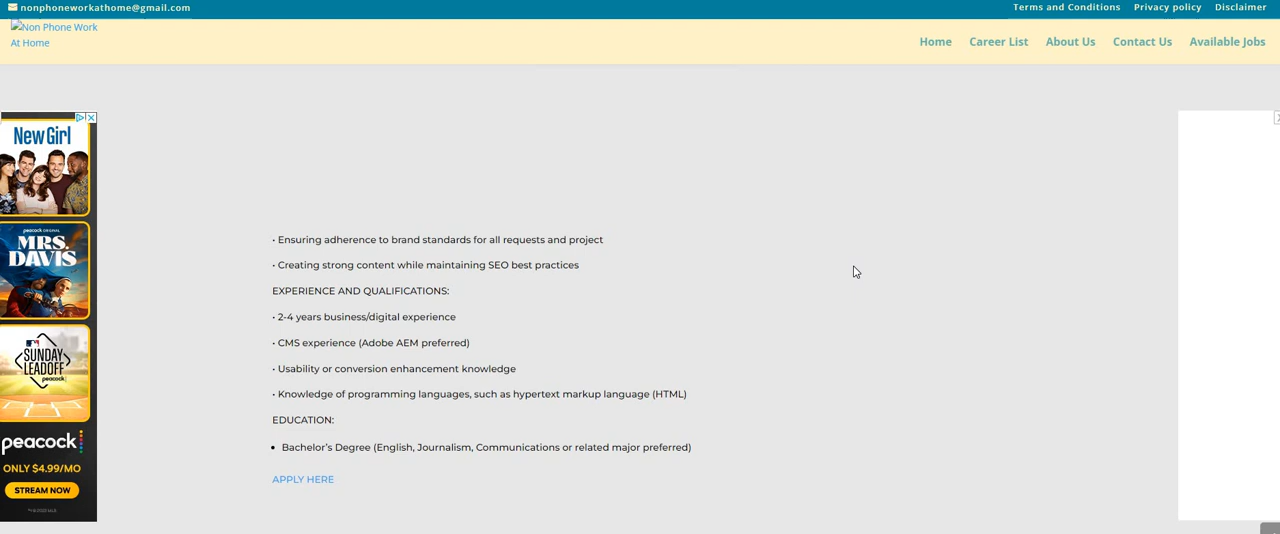 nonphoneworkathome@gmail.com
Terms and Conditions Privacy policy Disclaimer
Non Phone Work
At Home
Home Career List About Us Contact Us Available Jobs
New Girl
peacock ORIGINAL
MRS.
DAVIS
SUNDAY
LEADOFF
peacock
peacock
ONLY $4.99/MO
STREAM NOW
• Ensuring adherence to brand standards for all requests and project
• Creating strong content while maintaining SEO best practices
EXPERIENCE AND QUALIFICATIONS:
• 2-4 years business/digital experience
• CMS experience (Adobe AEM preferred)
• Usability or conversion enhancement knowledge
• Knowledge of programming languages, such as hypertext markup language (HTML)
EDUCATION:
• Bachelor’s Degree (English, Journalism, Communications or related major preferred)
APPLY HERE